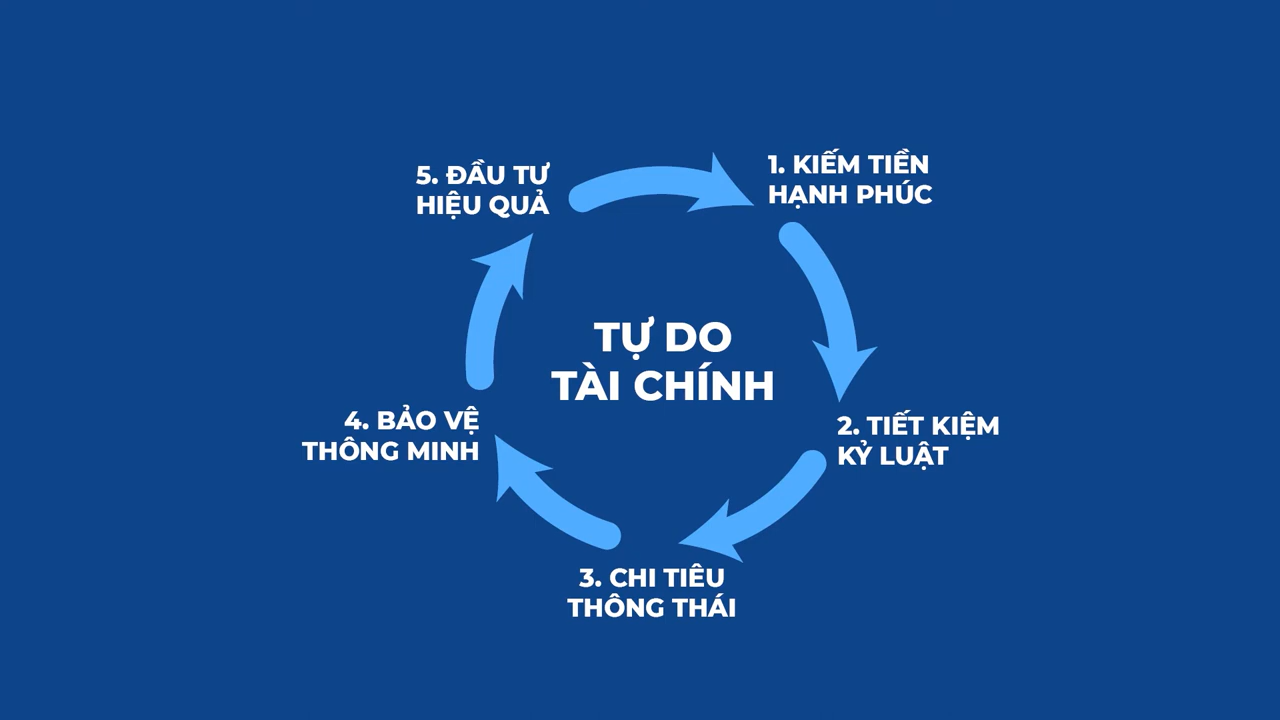 TỰ DO
TÀI CHÍNH
1. KIẾM TIỀN
HẠNH PHÚC
2. TIẾT KIỆM
KỶ LUẬT
3. CHI TIÊU
THÔNG THÁI
4. BẢO VỆ
THÔNG MINH
5. ĐẦU TƯ
HIỆU QUẢ